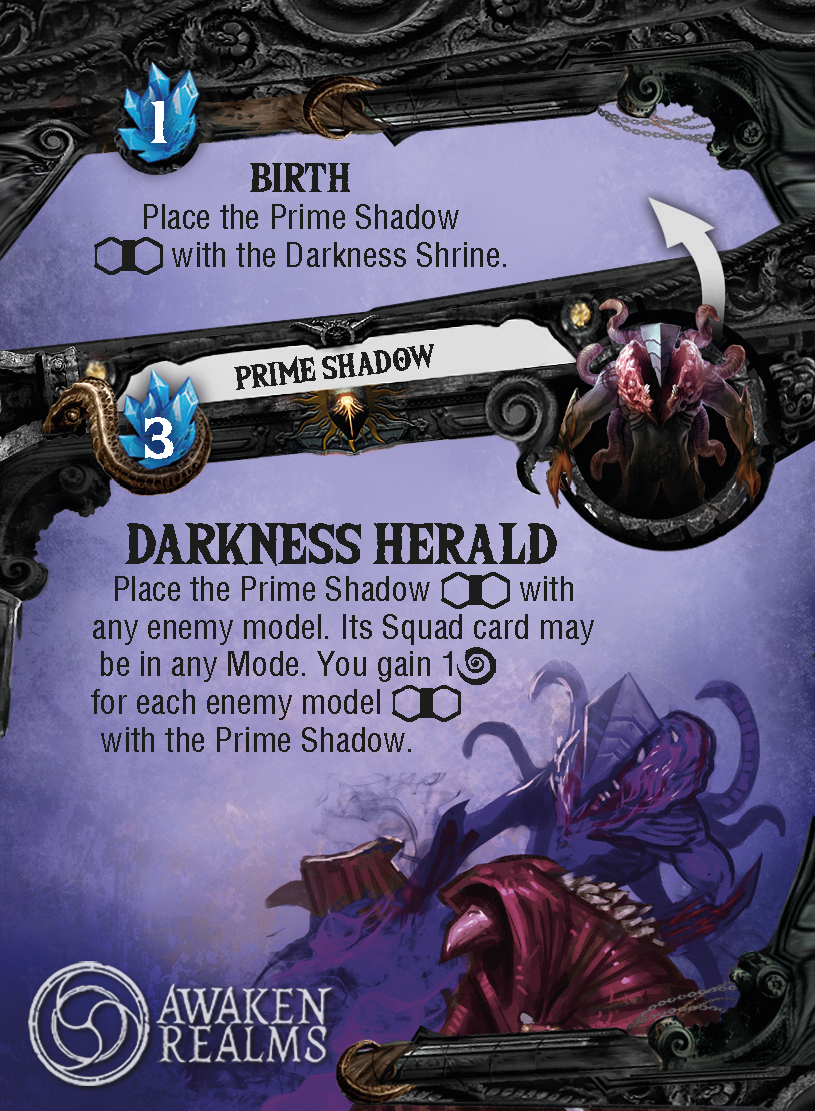 1
BIRTH
Place the Prime Shadow
with the Darkness Shrine.
PRIME SHADOW
3
DARKNESS HERALD
Place the Prime Shadow with
any enemy model. Its Squad card may
be in any Mode. You gain 1
for each enemy model
with the Prime Shadow.
AWAKEN
REALMS